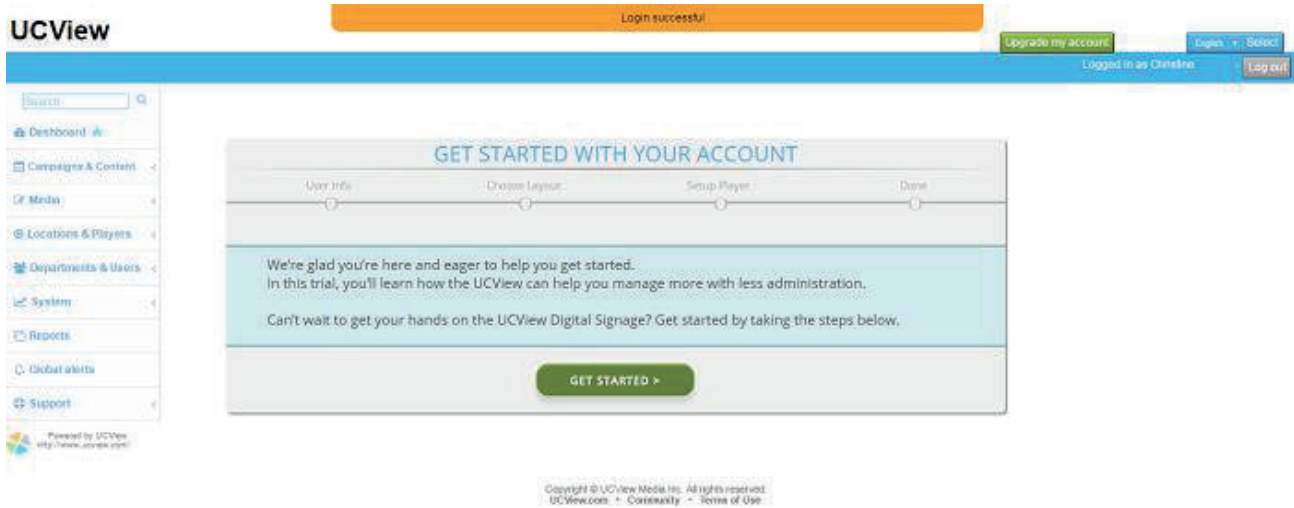 Login successful
UCView
Upgrade my account
English
Select
Logged in as Christine
Log out
Search
Dashboard
Campaigns & Content
Media
Locations & Players
Departments & Users
System
Reports
Global alerts
Support
Powered by UCView
http://www.ucview.com/
GET STARTED WITH YOUR ACCOUNT
User Info
Choose Layout
Setup Player
Done
We're glad you're here and eager to help you get started.
In this trial, you'll learn how the UCView can help you manage more with less administration.
Can't wait to get your hands on the UCView Digital Signage? Get started by taking the steps below.
GET STARTED >
Copyright © UCView Media Inc. All rights reserved.
UCView.com • Community • Terms of Use